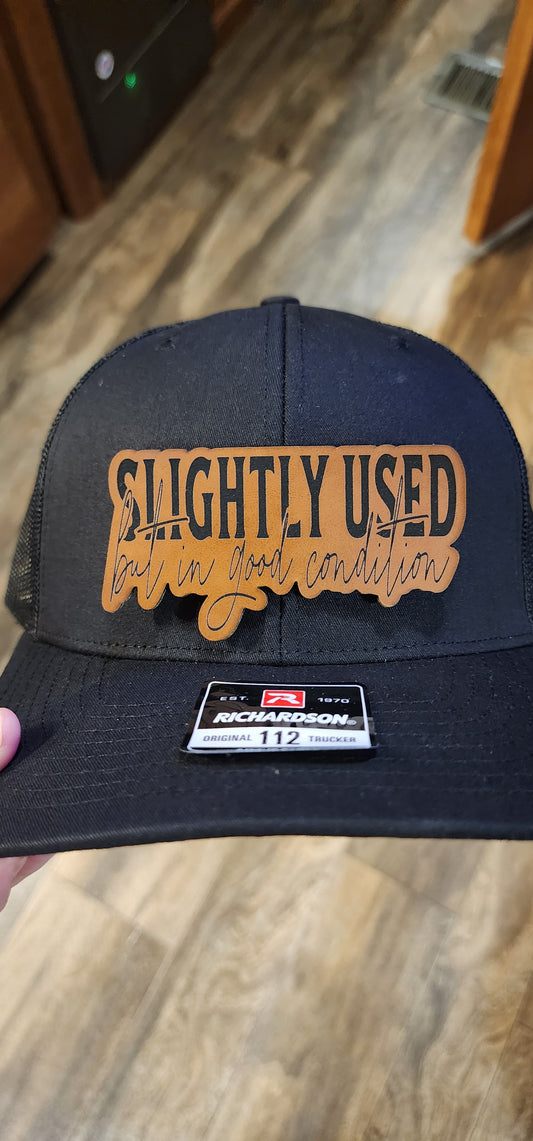 SLIGHTLY USED
but in good condition
EST. R 1970
RICHARDSON®
ORIGINAL 112 TRUCKER